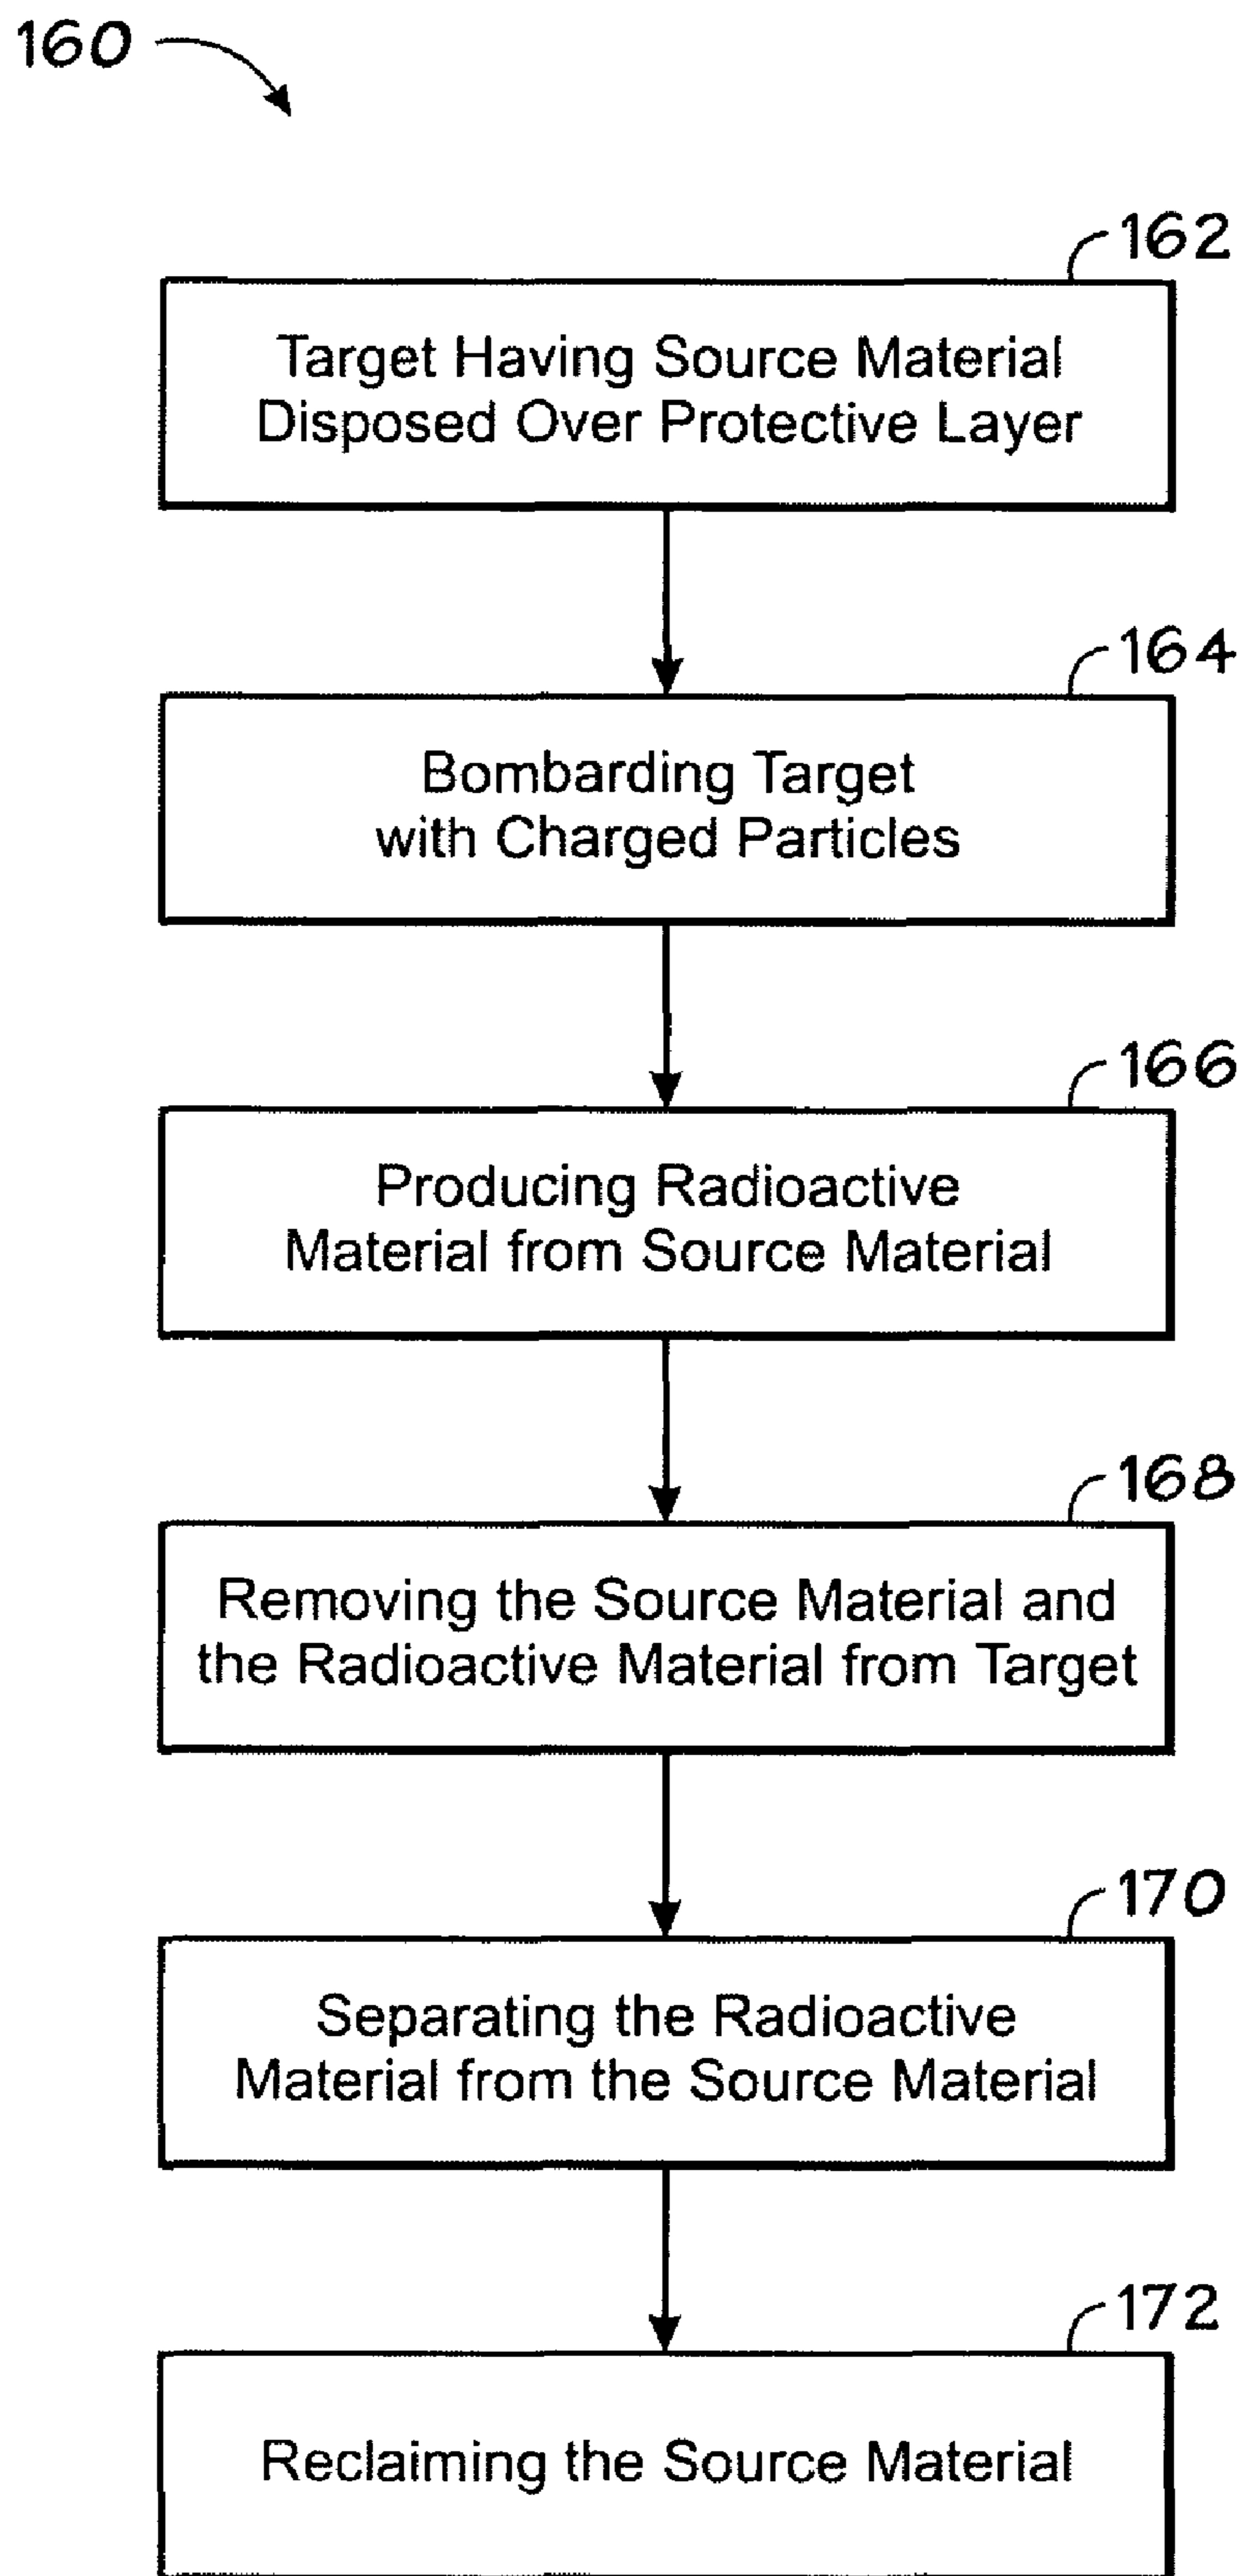 160
162
Target Having Source Material
Disposed Over Protective Layer
164
Bombarding Target
with Charged Particles
166
Producing Radioactive
Material from Source Material
168
Removing the Source Material and
the Radioactive Material from Target
170
Separating the Radioactive
Material from the Source Material
172
Reclaiming the Source Material